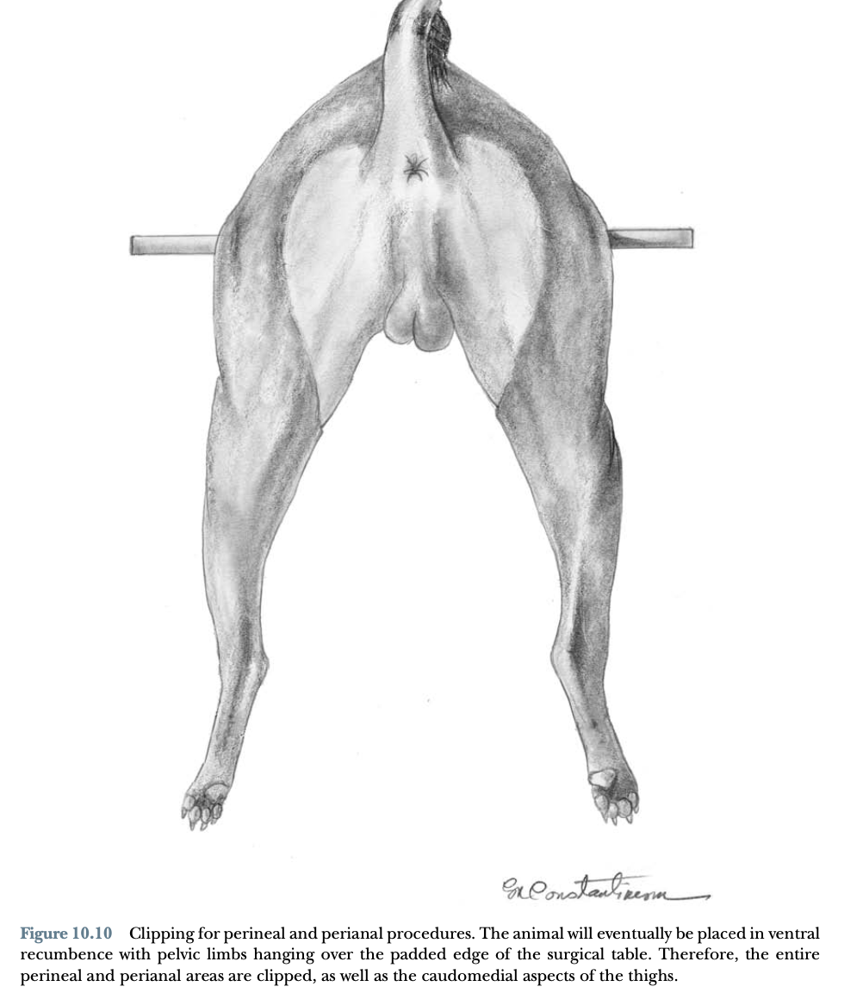 Figure 10.10 Clipping for perineal and perianal procedures. The animal will eventually be placed in ventral
recumbence with pelvic limbs hanging over the padded edge of the surgical table. Therefore, the entire
perineal and perianal areas are clipped, as well as the caudomedial aspects of the thighs.